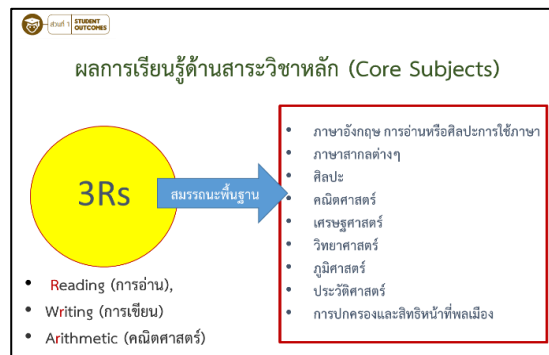 ส่วนที่ 1
STUDENT
OUTCOMES
ผลการเรียนรู้ด้านสาระวิชาหลัก (Core Subjects)
3Rs
สมรรถนะพื้นฐาน
• Reading (การอ่าน),
• Writing (การเขียน)
• Arithmetic (คณิตศาสตร์)
• ภาษาอังกฤษ การอ่านหรือศิลปะการใช้ภาษา
• ภาษาสากลต่างๆ
• ศิลปะ
• คณิตศาสตร์
• เศรษฐศาสตร์
• วิทยาศาสตร์
• ภูมิศาสตร์
• ประวัติศาสตร์
• การปกครองและสิทธิหน้าที่พลเมือง